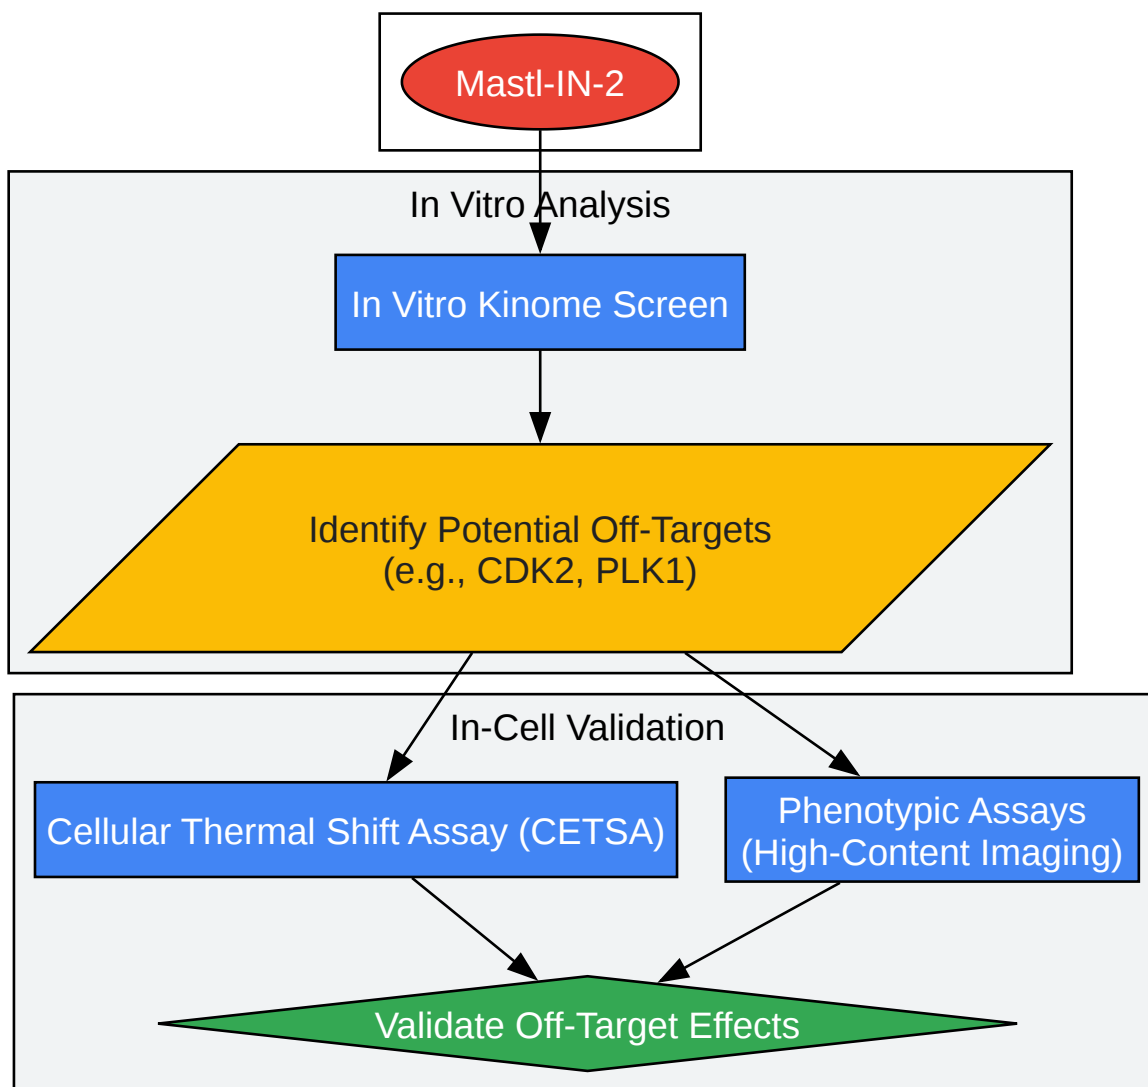 Mastl-IN-2
In Vitro Analysis
In Vitro Kinome Screen
Identify Potential Off-Targets
(e.g., CDK2, PLK1)
In-Cell Validation
Cellular Thermal Shift Assay (CETSA)
Phenotypic Assays
(High-Content Imaging)
Validate Off-Target Effects